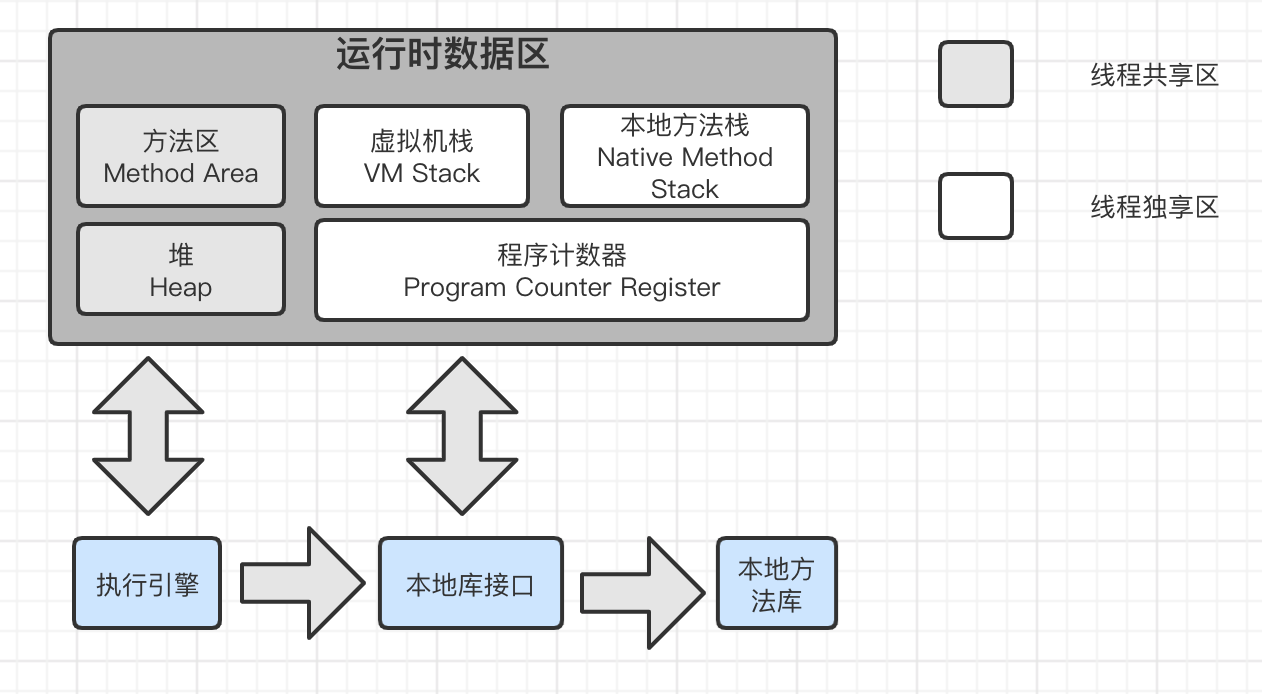 运行时数据区
方法区
Method Area
虚拟机栈
VM Stack
本地方法栈
Native Method
Stack
堆
Heap
程序计数器
Program Counter Register
线程共享区
线程独享区
执行引擎
本地库接口
本地方
法库